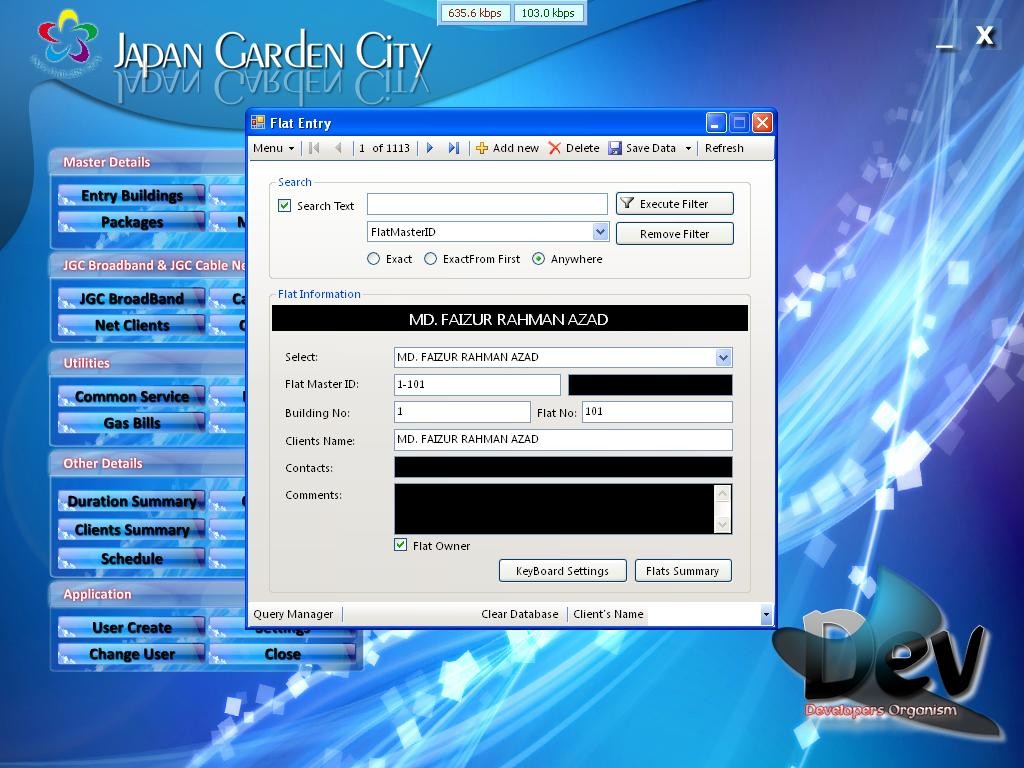 635.6 kbps 103.0 kbps
JAPAN GARDEN CITY
_ X
Flat Entry
Menu 1 of 1113 Add new Delete Save Data Refresh
Master Details
Entry Buildings
Packages
JGC Broadband & JGC Cable Ne
JGC BroadBand
Net Clients
Utilities
Common Service
Gas Bills
Other Details
Duration Summary
Clients Summary
Schedule
Application
User Create Settings
Change User Close
Search
Search Text Execute Filter
FlatMasterID Remove Filter
Exact ExactFrom First Anywhere
Flat Information
MD. FAIZUR RAHMAN AZAD
Select: MD. FAIZUR RAHMAN AZAD
Flat Master ID: 1-101
Building No: 1 Flat No: 101
Clients Name: MD. FAIZUR RAHMAN AZAD
Contacts:
Comments:
Flat Owner
KeyBoard Settings Flats Summary
Query Manager Clear Database Client's Name
Dev
Developers Organism